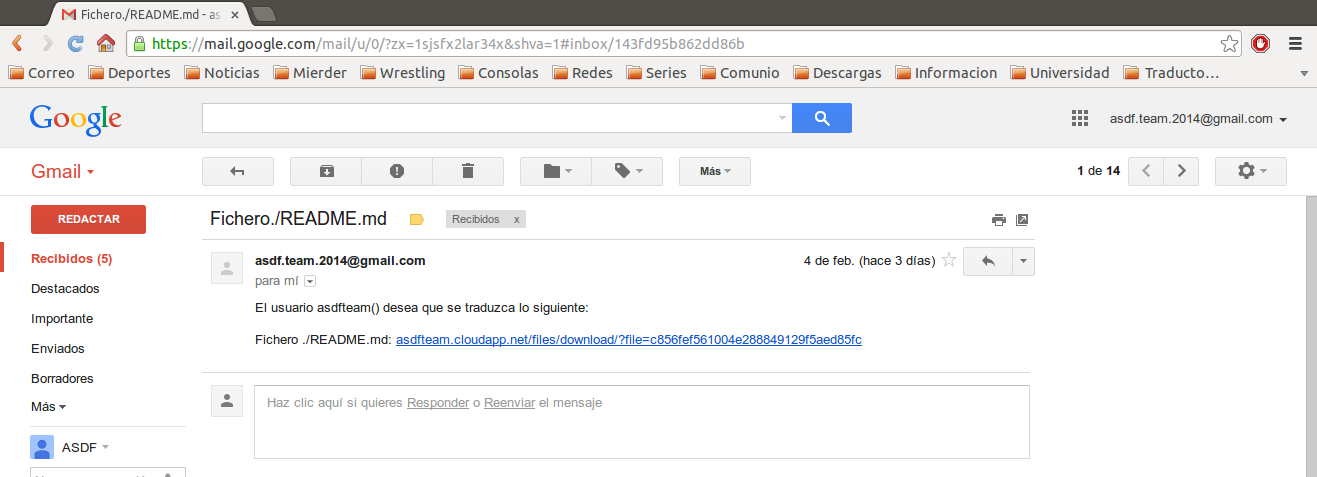 Fichero./README.md - as
https://mail.google.com/mail/u/0/?zx=1sjsfx2lar34x&shva=1#inbox/143fd95b862dd86b
Correo Deportes Noticias Mierder Wrestling Consolas Redes Series Comunio Descargas Informacion Universidad Traducto...
Google
asdf.team.2014@gmail.com
Gmail
Más
1 de 14
REDACTAR
Fichero./README.md
Recibidos x
Recibidos (5)
asdf.team.2014@gmail.com
4 de feb. (hace 3 días)
para mí
Destacados
El usuario asdfteam() desea que se traduzca lo siguiente:
Importante
Fichero ./README.md: asdfteam.cloudapp.net/files/download/?file=c856fef561004e288849129f5aed85fc
Enviados
Borradores
Más
Haz clic aquí si quieres Responder o Reenviar el mensaje
ASDF